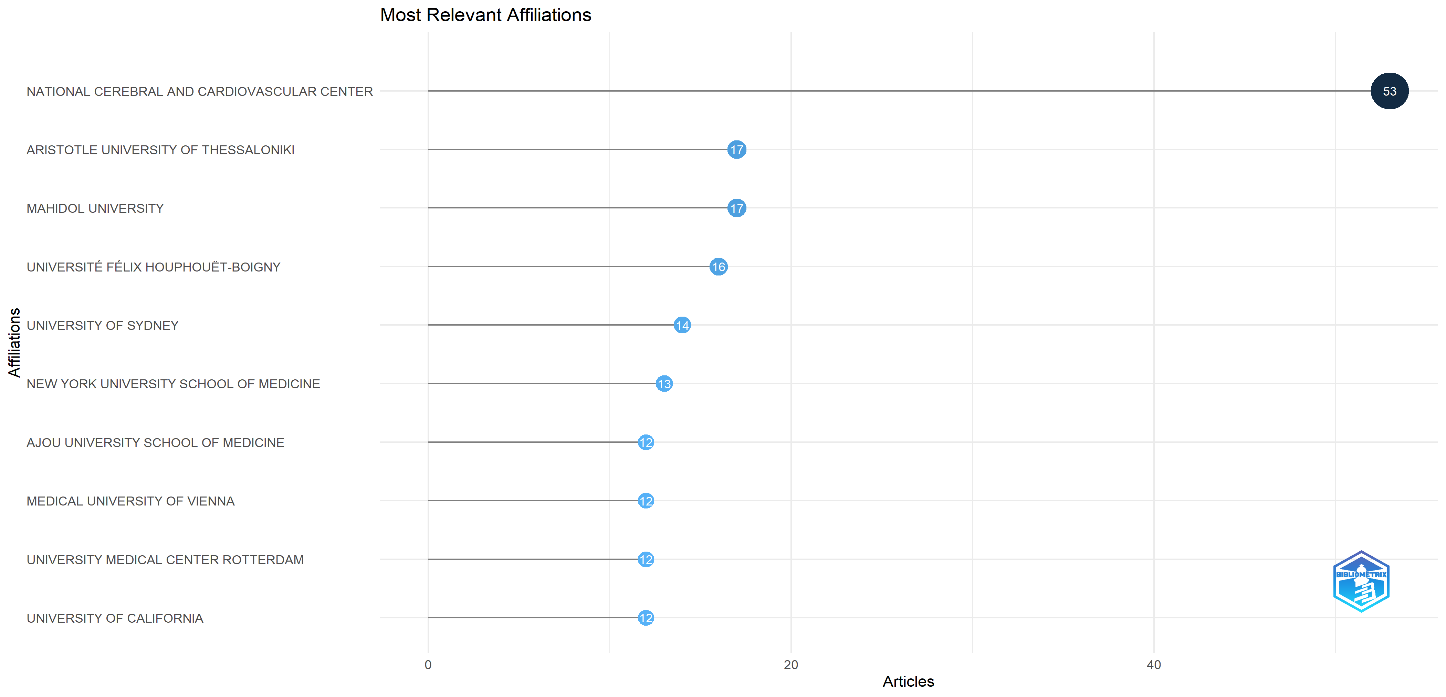 Most Relevant Affiliations
NATIONAL CEREBRAL AND CARDIOVASCULAR CENTER 53
ARISTOTLE UNIVERSITY OF THESSALONIKI 17
MAHIDOL UNIVERSITY 17
UNIVERSITÉ FÉLIX HOUPHOUËT-BOIGNY 16
UNIVERSITY OF SYDNEY 14
Affiliations
NEW YORK UNIVERSITY SCHOOL OF MEDICINE 13
AJOU UNIVERSITY SCHOOL OF MEDICINE 12
MEDICAL UNIVERSITY OF VIENNA 12
UNIVERSITY MEDICAL CENTER ROTTERDAM 12
BIBLIOMETRIX
UNIVERSITY OF CALIFORNIA 12
0 20 40
Articles